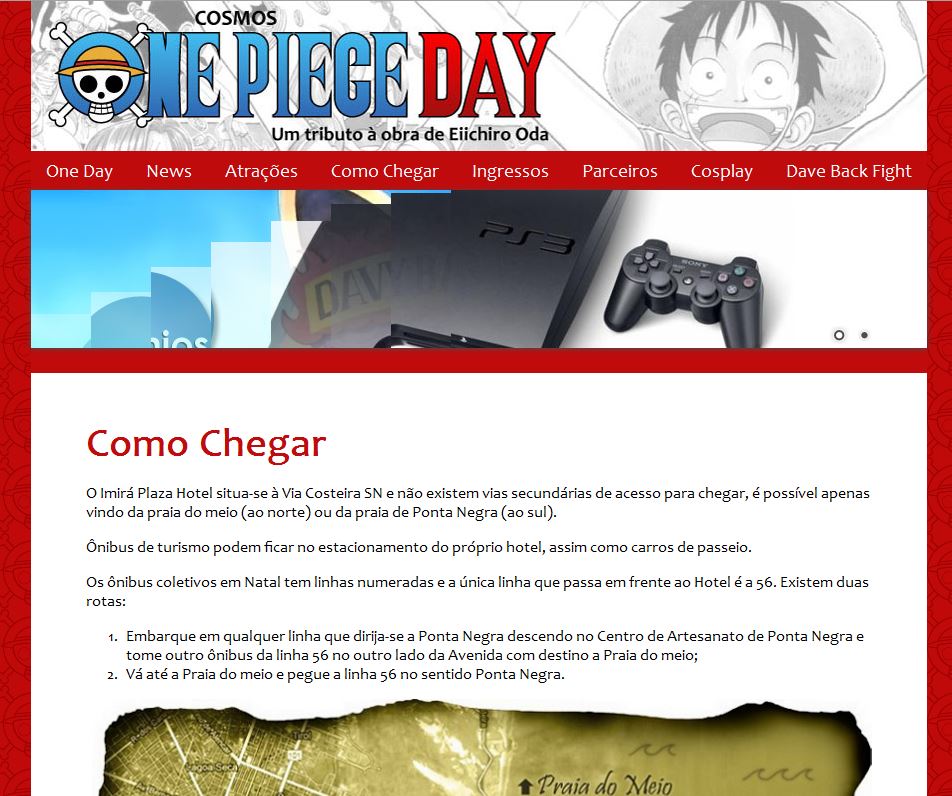 COSMOS
ONE PIECE DAY
Um tributo à obra de Eiichiro Oda
One Day News Atrações Como Chegar Ingressos Parceiros Cosplay Dave Back Fight
PS3
SONY
Como Chegar
O Imirá Plaza Hotel situa-se à Via Costeira SN e não existem vias secundárias de acesso para chegar, é possível apenas
vindo da praia do meio (ao norte) ou da praia de Ponta Negra (ao sul).
Ônibus de turismo podem ficar no estacionamento do próprio hotel, assim como carros de passeio.
Os ônibus coletivos em Natal tem linhas numeradas e a única linha que passa em frente ao Hotel é a 56. Existem duas
rotas:
1. Embarque em qualquer linha que dirija-se a Ponta Negra descendo no Centro de Artesanato de Ponta Negra e
tome outro ônibus da linha 56 no outro lado da Avenida com destino a Praia do meio;
2. Vá até a Praia do meio e pegue a linha 56 no sentido Ponta Negra.
Tirol
Lagoa Seca
Praia do Meio